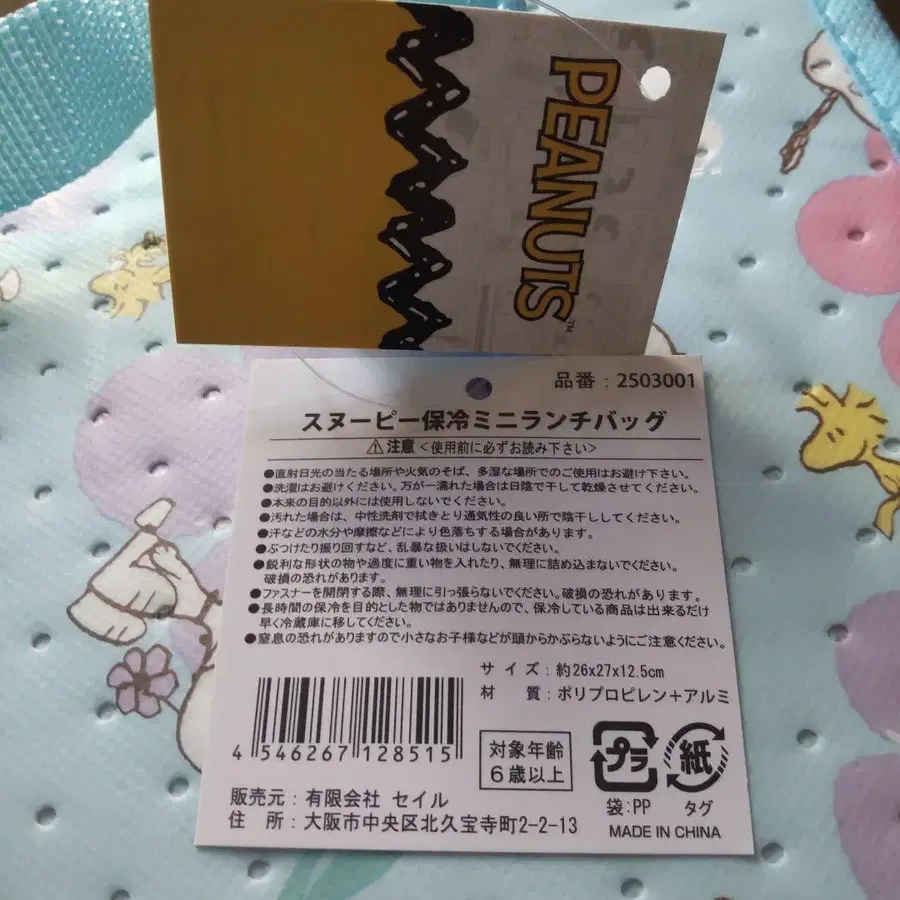 PEANUTS™
品番：2503001
スヌーピー保冷ミニランチバッグ
⚠注意<使用前に必ずお読み下さい>
●直射日光の当たる場所や火気のそば、多湿な場所でのご使用はお避け下さい。
●洗濯はお避けください。万が一濡れた場合は日陰で干して乾燥させてください。
●本来の目的以外には使用しないでください。
●汚れた場合は、中性洗剤で拭きとり通気性の良い所で陰干ししてください。
●汗などの水分や摩擦などにより色落ちする場合があります。
●ぶつけたり振り回すなど、乱暴な扱いはしないでください。
●鋭利な形状の物や過度に重い物を入れたり、無理に詰め込まないでください。
破損の恐れがあります。
●ファスナーを開閉する際、無理に引っ張らないでください。破損の恐れがあります。
●長時間の保冷を目的とした物ではありませんので、保冷している商品は出来るだけ
早く冷蔵庫に移してください。
●窒息の恐れがありますので小さなお子様などが頭からかぶらないようにご注意ください。
サイズ：約26x27x12.5cm
材　質：ポリプロピレン+アルミ
4 546267 128515
対象年齢
6歳以上
プラ
紙
袋:PP
タグ
販売元：有限会社 セイル
住　所：大阪市中央区北久宝寺町2-2-13
MADE IN CHINA